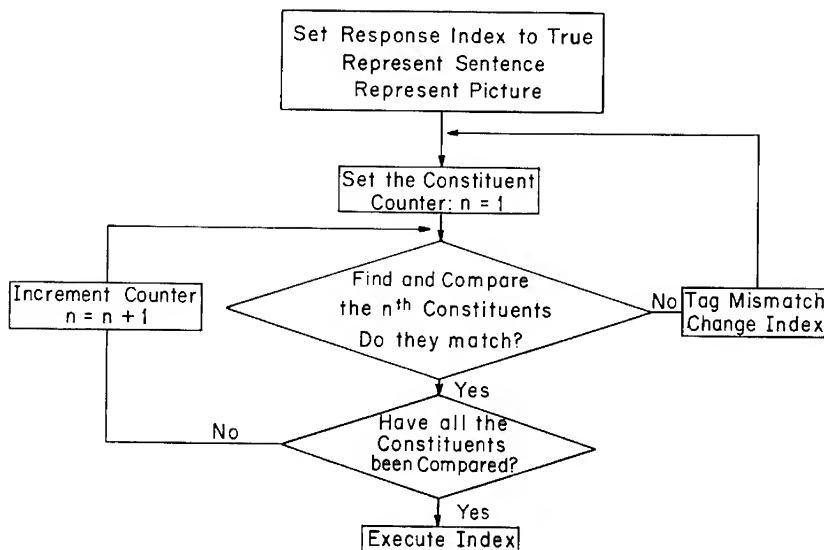 Set Response Index to True
Represent Sentence
Represent Picture
Set the Constituent
Counter: n = 1
Increment Counter
n = n + 1
Find and Compare
the nth Constituents
Do they match?
No
Tag Mismatch
Change Index
Yes
No
Have all the
Constituents
been Compared?
Yes
Execute Index